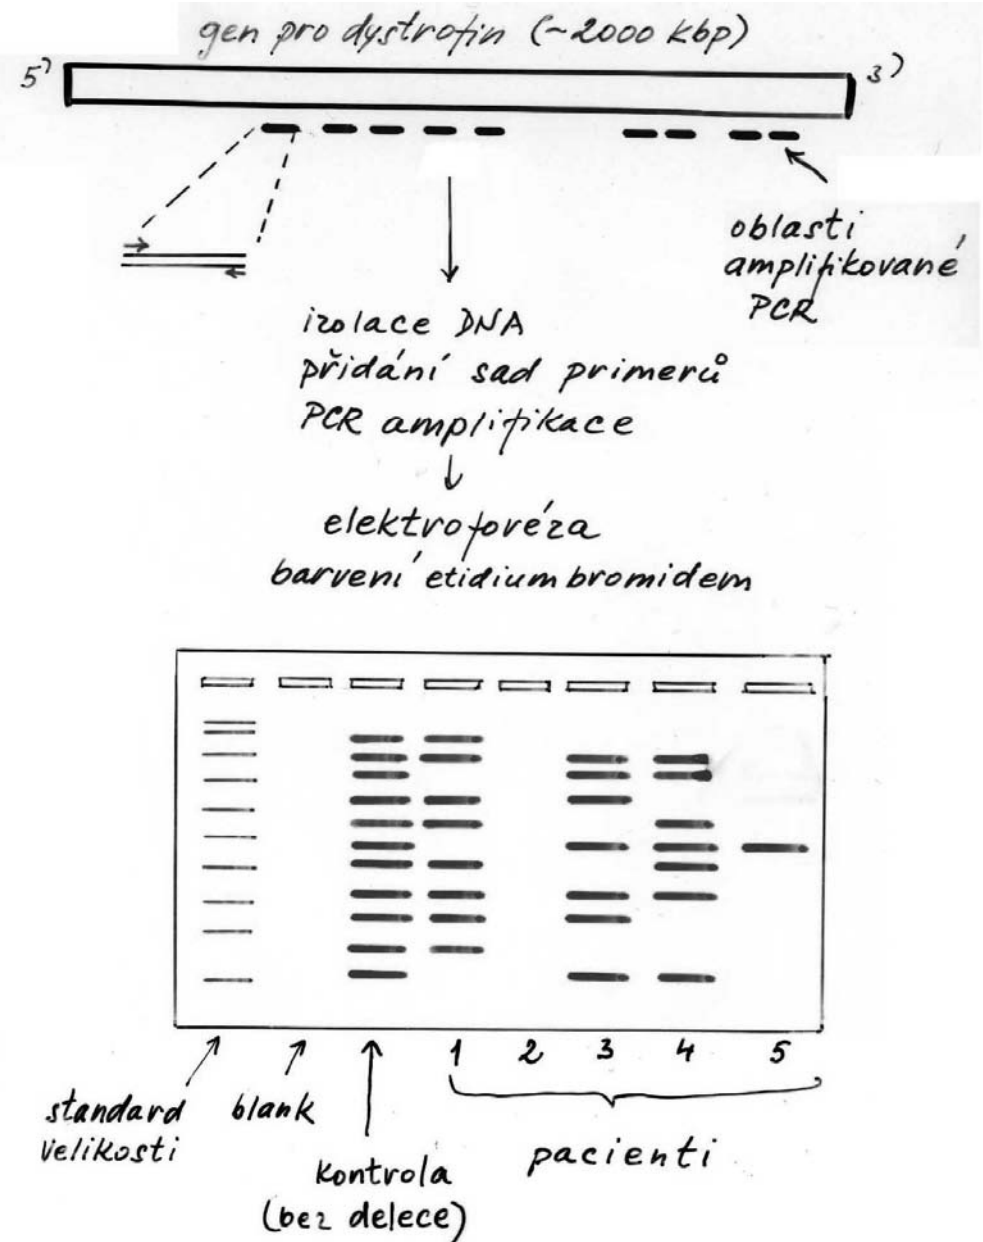 gen pro dystrofin (~2000 kbp)
5')
3)
oblasti
amplifikované
PCR
izolace DNA
přidání sad primerů
PCR amplifikace
elektroforéza
barvení etidium bromidem
1 2 3 4 5
standard
velikosti
blank
kontrola
(bez delece)
pacienti